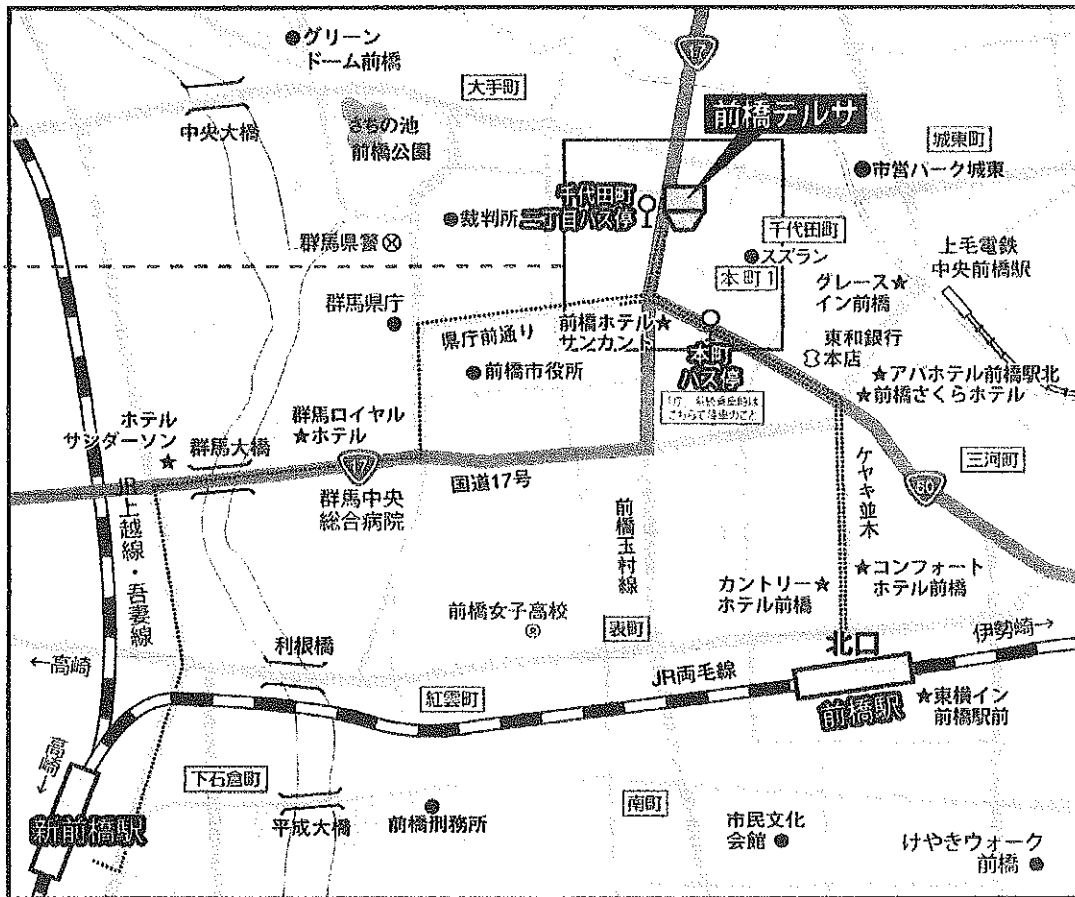 グリーン
ドーム前橋
大手町
17
前橋テルサ
中央大橋
さちの池
前橋公園
城東町
市営パーク城東
千代田町
二丁目バス停
裁判所
群馬県警
千代田町
スズラン
本町1
上毛電鉄
中央前橋駅
グレース
イン前橋
群馬県庁
県庁前通り
前橋ホテル
サンカント
本町
バス停
東和銀行
本店
前橋市役所
アパホテル前橋駅北
前橋さくらホテル
こちらで降車のこと
ホテル
サンダーソン
群馬大橋
群馬ロイヤル
ホテル
17
国道17号
群馬中央
総合病院
ケヤキ並木
三河町
50
JR上越線・吾妻線
前橋玉村線
カントリー
ホテル前橋
コンフォート
ホテル前橋
前橋女子高校
表町
利根橋
←高崎
紅雲町
JR両毛線
北口
伊勢崎→
前橋駅
東横イン
前橋駅前
高崎→
下石倉町
新前橋駅
平成大橋
前橋刑務所
南町
市民文化
会館
けやきウォーク
前橋